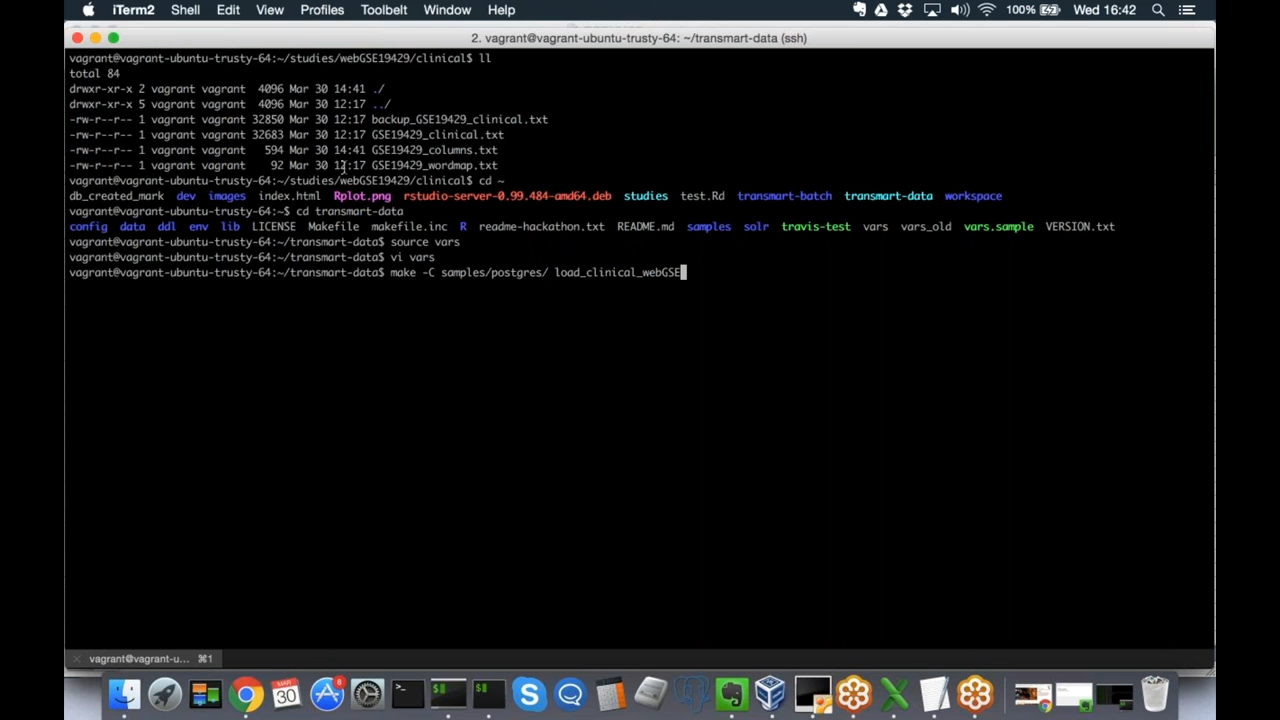 iTerm2 Shell Edit View Profiles Toolbelt Window Help 100% Wed 16:42
2. vagrant@vagrant-ubuntu-trusty-64: ~/transmart-data (ssh)
vagrant@vagrant-ubuntu-trusty-64:~/studies/webGSE19429/clinical$ ll
total 84
drwxr-xr-x 2 vagrant vagrant 4096 Mar 30 14:41 ./
drwxr-xr-x 5 vagrant vagrant 4096 Mar 30 12:17 ../
-rw-r--r-- 1 vagrant vagrant 32850 Mar 30 12:17 backup_GSE19429_clinical.txt
-rw-r--r-- 1 vagrant vagrant 32683 Mar 30 12:17 GSE19429_clinical.txt
-rw-r--r-- 1 vagrant vagrant 594 Mar 30 14:41 GSE19429_columns.txt
-rw-r--r-- 1 vagrant vagrant 92 Mar 30 12:17 GSE19429_wordmap.txt
vagrant@vagrant-ubuntu-trusty-64:~/studies/webGSE19429/clinical$ cd ~
db_created_mark dev images index.html Rplot.png rstudio-server-0.99.484-amd64.deb studies test.Rd transmart-batch transmart-data workspace
vagrant@vagrant-ubuntu-trusty-64:~$ cd transmart-data
config data ddl env lib LICENSE Makefile makefile.inc R readme-hackathon.txt README.md samples solr travis-test vars vars_old vars.sample VERSION.txt
vagrant@vagrant-ubuntu-trusty-64:~/transmart-data$ source vars
vagrant@vagrant-ubuntu-trusty-64:~/transmart-data$ vi vars
vagrant@vagrant-ubuntu-trusty-64:~/transmart-data$ make -C samples/postgres/ load_clinical_webGSE
vagrant@vagrant-u... ⌘1
MAR
30
8